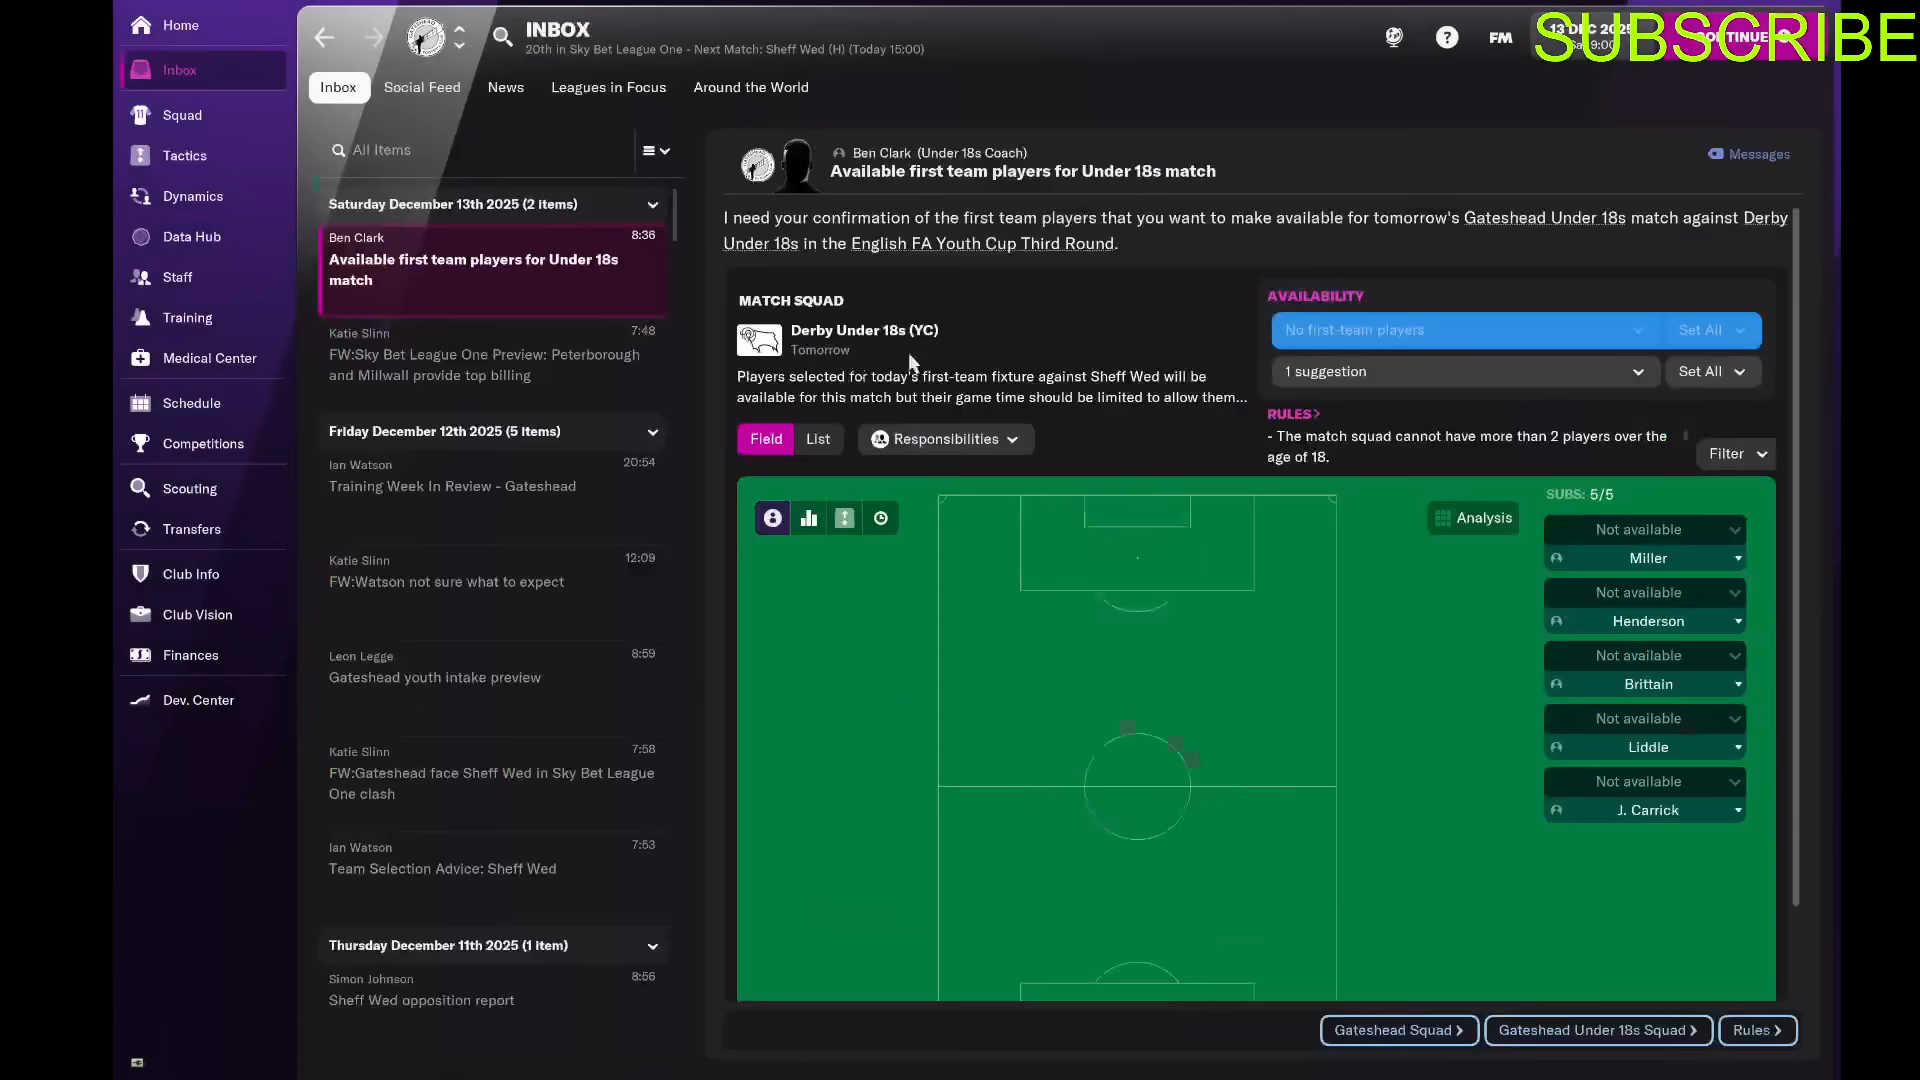 Home
Inbox
Squad
Tactics
Dynamics
Data Hub
Staff
Training
Medical Center
Schedule
Competitions
Scouting
Transfers
Club Info
Club Vision
Finances
Dev. Center
INBOX
20th in Sky Bet League One - Next Match: Sheff Wed (H) (Today 15:00)
FM
13 DEC 2025
SUBSCRIBE
Inbox
Social Feed
News
Leagues in Focus
Around the World
All Items
Saturday December 13th 2025 (2 items)
Ben Clark 8:36
Available first team players for Under 18s
match
Katie Slinn 7:48
FW:Sky Bet League One Preview: Peterborough
and Millwall provide top billing
Friday December 12th 2025 (5 items)
Ian Watson 20:54
Training Week In Review - Gateshead
Katie Slinn 12:09
FW:Watson not sure what to expect
Leon Legge 8:59
Gateshead youth intake preview
Katie Slinn 7:58
FW:Gateshead face Sheff Wed in Sky Bet League
One clash
Ian Watson 7:53
Team Selection Advice: Sheff Wed
Thursday December 11th 2025 (1 item)
Simon Johnson 8:56
Sheff Wed opposition report
Ben Clark (Under 18s Coach)
Available first team players for Under 18s match
Messages
I need your confirmation of the first team players that you want to make available for tomorrow's Gateshead Under 18s match against Derby
Under 18s in the English FA Youth Cup Third Round.
MATCH SQUAD
Derby Under 18s (YC)
Tomorrow
Players selected for today's first-team fixture against Sheff Wed will be
available for this match but their game time should be limited to allow them...
Field
List
Responsibilities
AVAILABILITY
No first-team players
Set All
1 suggestion
Set All
RULES>
- The match squad cannot have more than 2 players over the
age of 18.
Filter
Analysis
SUBS: 5/5
Not available
Miller
Not available
Henderson
Not available
Brittain
Not available
Liddle
Not available
J. Carrick
Gateshead Squad >
Gateshead Under 18s Squad >
Rules >